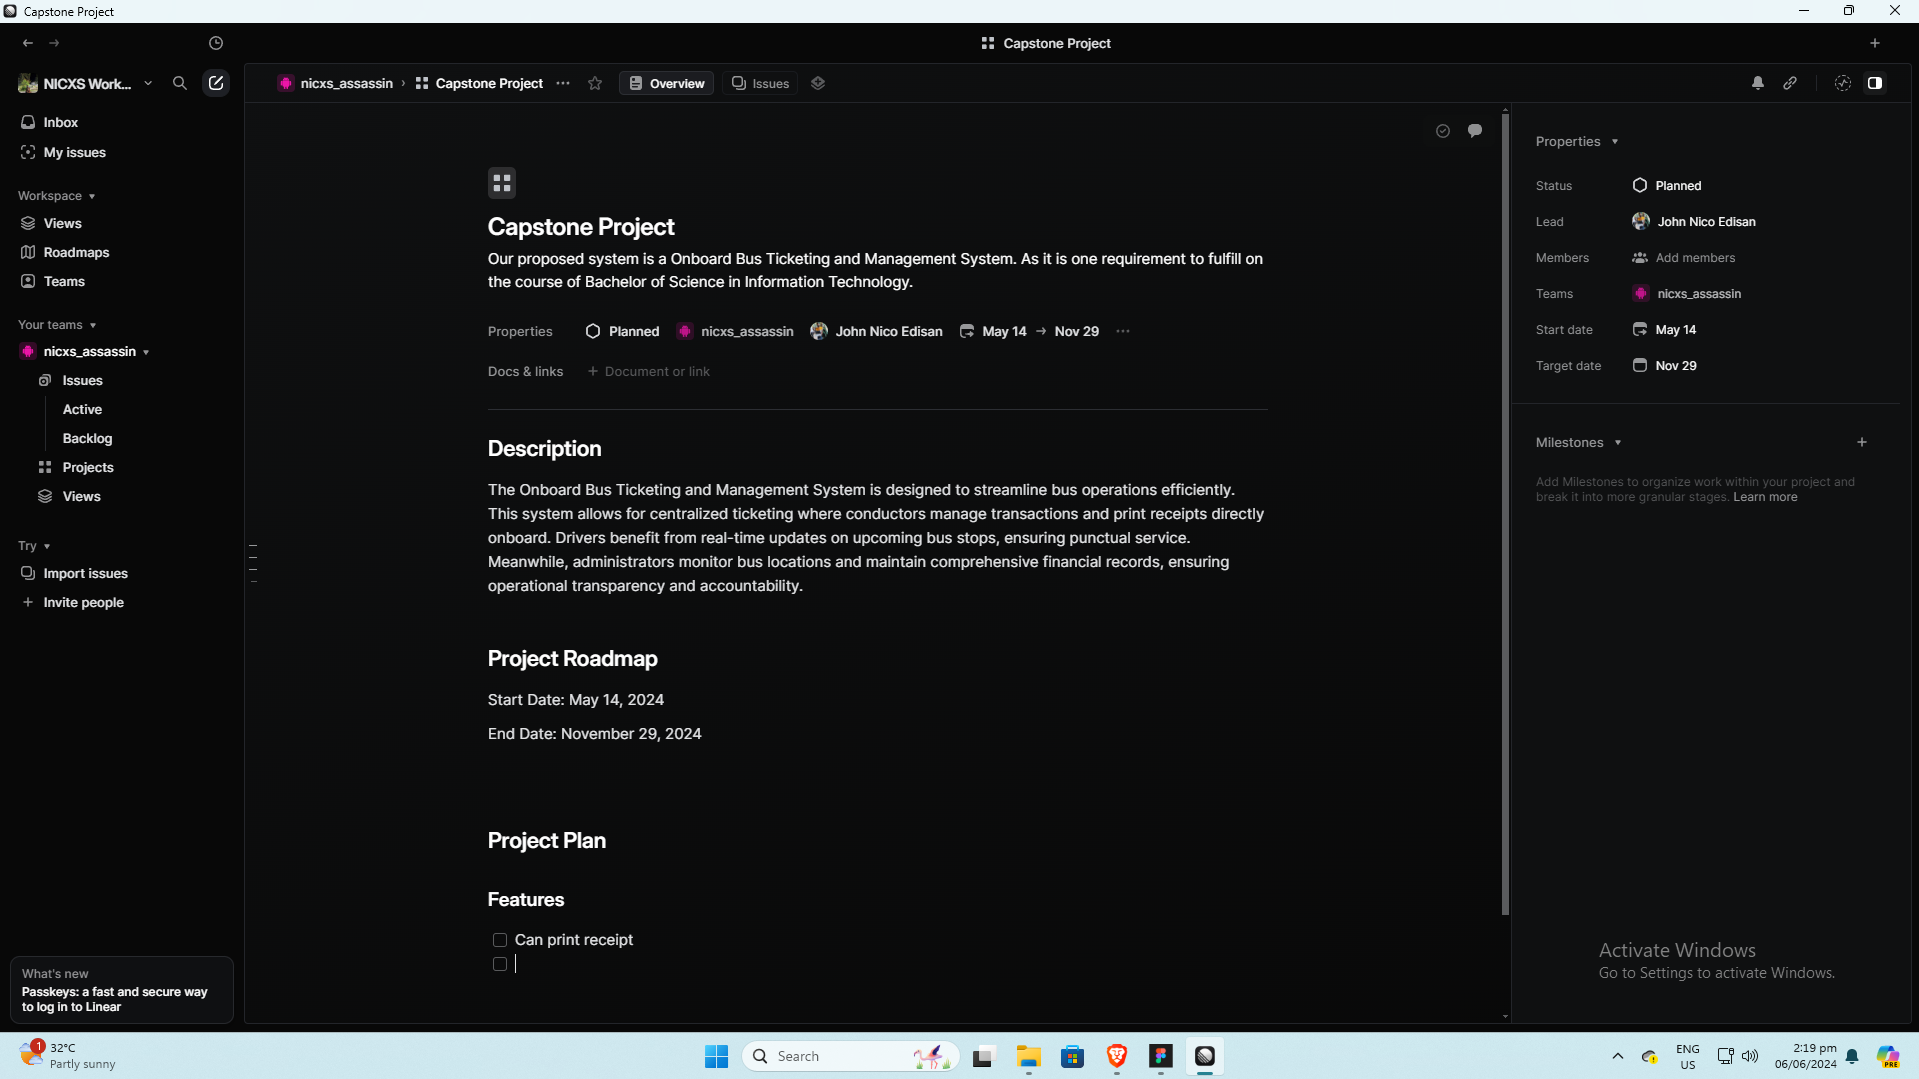 Capstone Project
Capstone Project
NICXS Work...
nicxs_assassin › Capstone Project
Overview
Issues
Inbox
My issues
Workspace
Views
Roadmaps
Teams
Your teams
nicxs_assassin
Issues
Active
Backlog
Projects
Views
Try
Import issues
Invite people
What's new
Passkeys: a fast and secure way
to log in to Linear
Capstone Project
Our proposed system is a Onboard Bus Ticketing and Management System. As it is one requirement to fulfill on
the course of Bachelor of Science in Information Technology.
Properties Planned nicxs_assassin John Nico Edisan May 14 → Nov 29
Docs & links + Document or link
Description
The Onboard Bus Ticketing and Management System is designed to streamline bus operations efficiently.
This system allows for centralized ticketing where conductors manage transactions and print receipts directly
onboard. Drivers benefit from real-time updates on upcoming bus stops, ensuring punctual service.
Meanwhile, administrators monitor bus locations and maintain comprehensive financial records, ensuring
operational transparency and accountability.
Project Roadmap
Start Date: May 14, 2024
End Date: November 29, 2024
Project Plan
Features
Can print receipt
Properties
Status Planned
Lead John Nico Edisan
Members Add members
Teams nicxs_assassin
Start date May 14
Target date Nov 29
Milestones
Add Milestones to organize work within your project and
break it into more granular stages. Learn more
Activate Windows
Go to Settings to activate Windows.
1
32°C
Partly sunny
Search
ENG
US
2:19 pm
06/06/2024
PRE